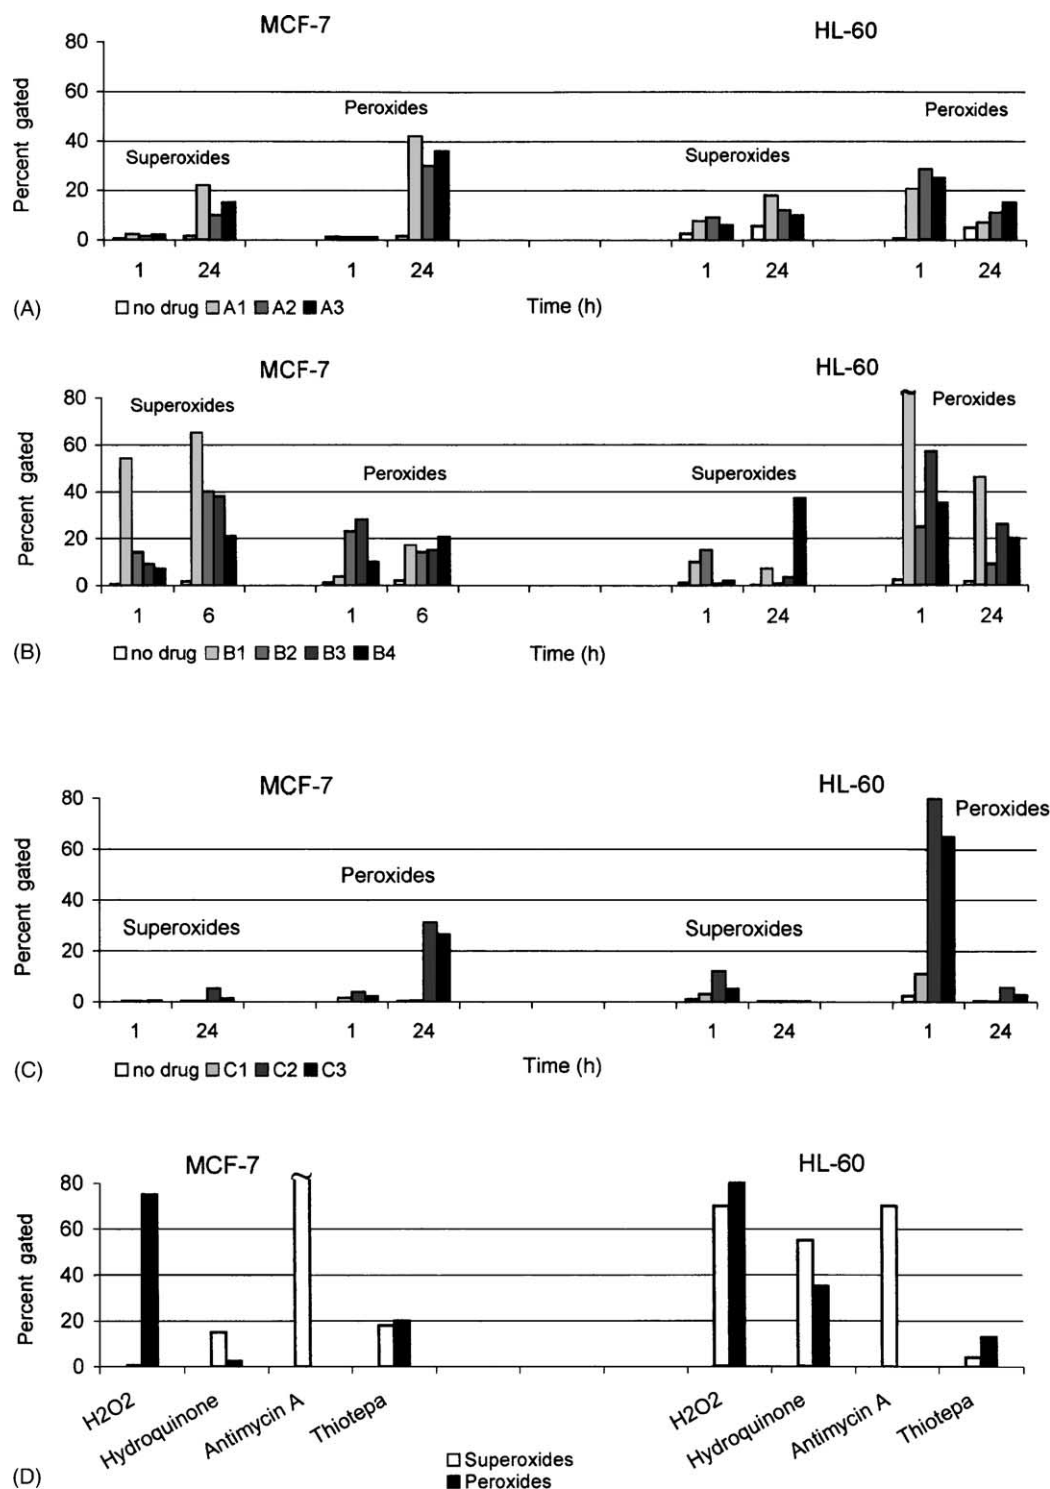 MCF-7
HL-60
80
60
40
20
0
Percent gated
Superoxides
Peroxides
Superoxides
Peroxides
1 24 1 24 1 24 1 24
(A)
no drug A1 A2 A3
Time (h)
MCF-7
HL-60
80
60
40
20
0
Percent gated
Superoxides
Peroxides
Superoxides
Peroxides
1 6 1 6 1 24 1 24
(B)
no drug B1 B2 B3 B4
Time (h)
MCF-7
HL-60
80
60
40
20
0
Percent gated
Superoxides
Peroxides
Superoxides
Peroxides
1 24 1 24 1 24 1 24
(C)
no drug C1 C2 C3
Time (h)
MCF-7
HL-60
80
60
40
20
0
Percent gated
H2O2 Hydroquinone Antimycin A Thiotepa H2O2 Hydroquinone Antimycin A Thiotepa
(D)
Superoxides
Peroxides